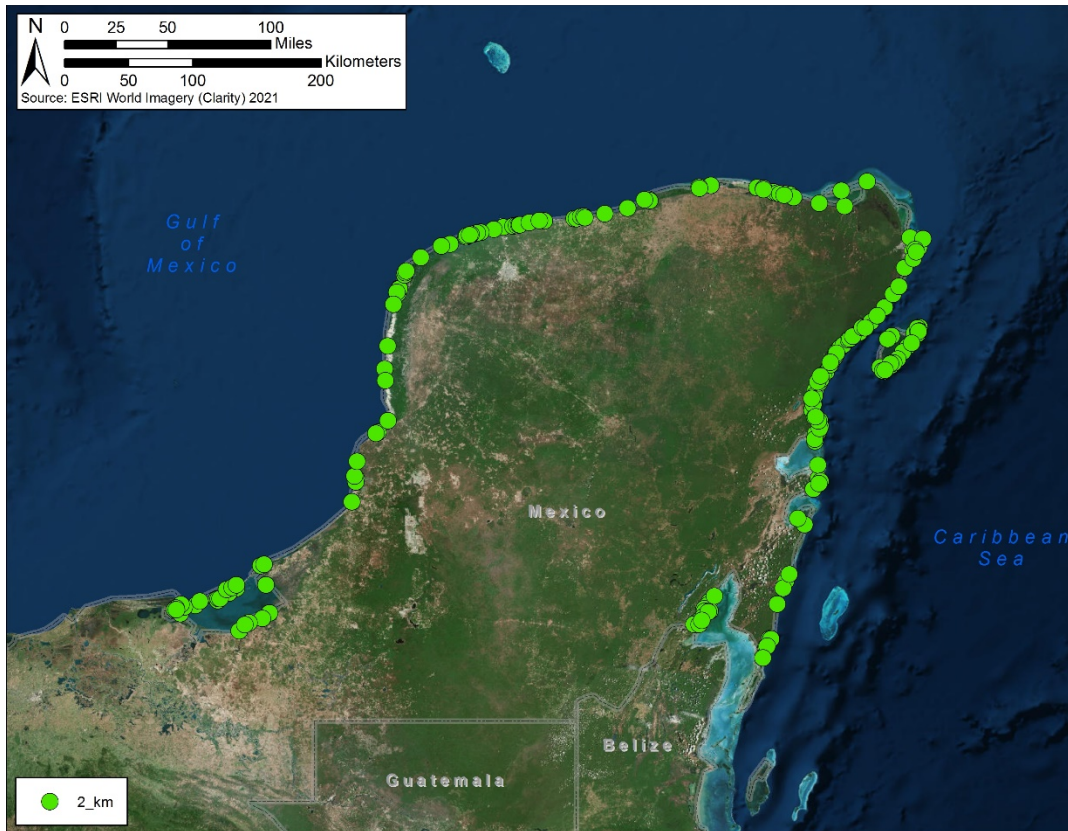 N
0 25 50 100
Miles
Kilometers
0 50 100 200
Source: ESRI World Imagery (Clarity) 2021
Gulf
of
Mexico
Mexico
Caribbean
Sea
Belize
Guatemala
2_km